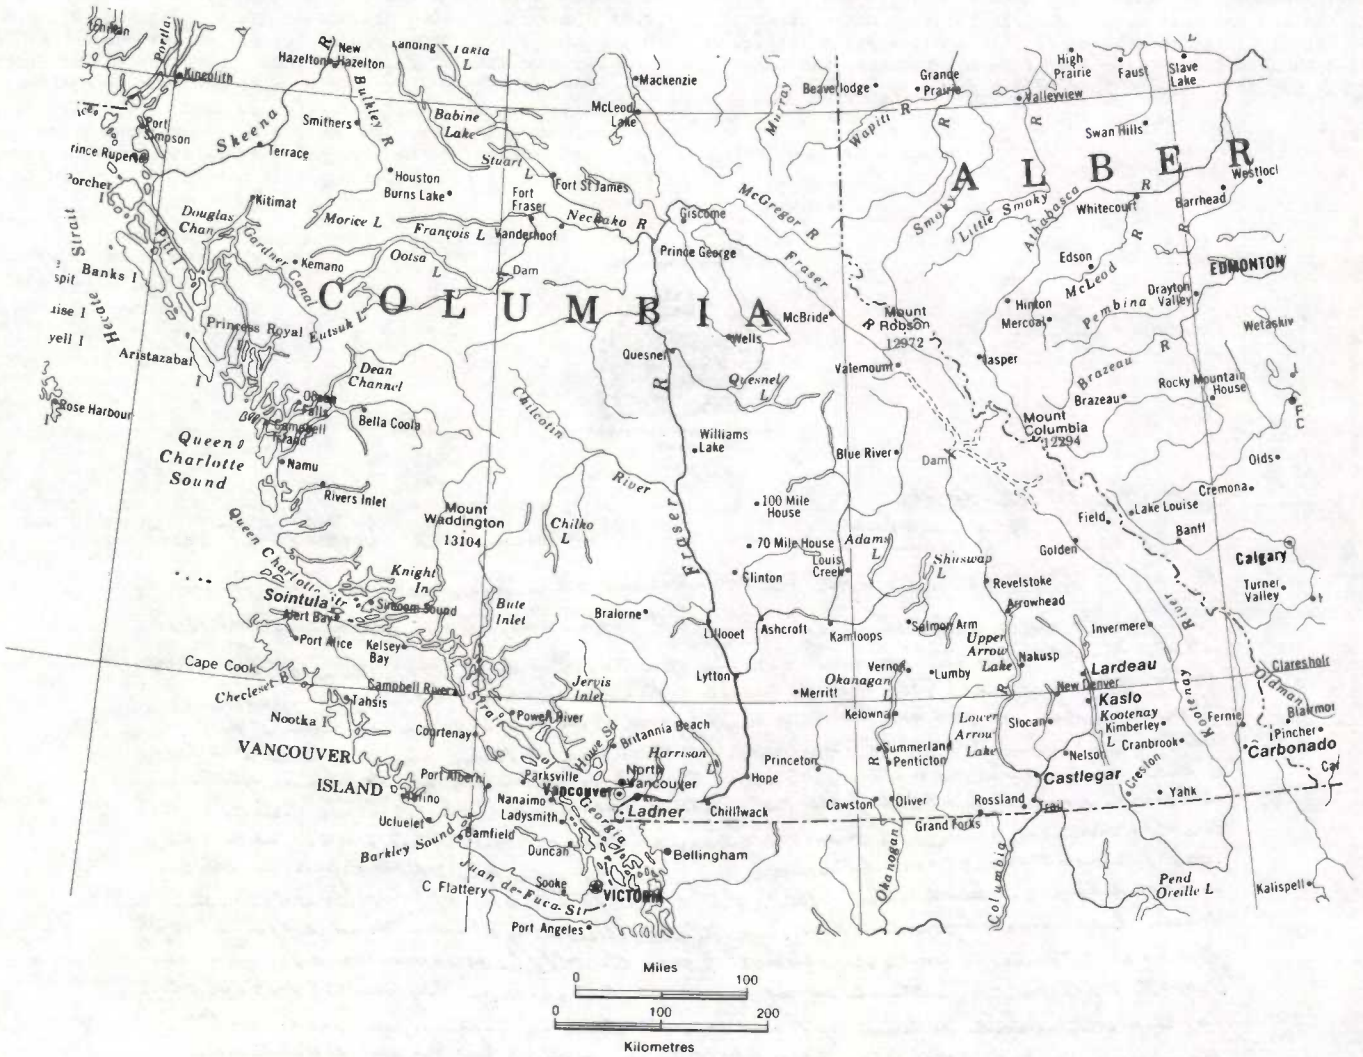 Kincolith
Port Simpson
Skeena
Terrace
New Hazelton
Hazelton
R
Bulkley R
Smithers
Houston
Burns Lake
Babine Lake
Takla L
Stuart L
Fort St James
Fort Fraser
Vanderhoof
Nechako R
Mackenzie
McLeod Lake
Murray
Beaverlodge
Grande Prairie
Wapiti R
High Prairie
Faust
Slave Lake
Valleyview
R
R
Swan Hills
A L B E R
Whitecourt
R
Barrhead
Smoky
Little Smoky
Athabasca
Edson
McLeod
R
Hinton
Mercoal
Pembina
R
Drayton Valley
EDMONTON
Giscome
McGregor R
Prince George
Fraser
R
McBride
Mount Robson
12972
Valemount
Jasper
Brazeau R
Brazeau
Rocky Mountain House
Mount Columbia
12294
Kitimat
Douglas Chan
Gardner Canal
Kemano
Morice L
François L
Ootsa L
Dam
Eutsuk L
Pitt I
Banks I
Strait
Hecate
Princess Royal I
Aristazabal I
Rose Harbour
C O L U M B I A
Wells
Quesnel
R
Quesnel L
Dean Channel
Ocean Falls
Campbell Island
Bella Coola
Chilcotin
River
Williams Lake
Blue River
Dam
Queen Charlotte Sound
Namu
Rivers Inlet
Mount Waddington
13104
Chilko L
Fraser
100 Mile House
70 Mile House
Adams L
Louis Creek
Clinton
Shuswap L
Field
Lake Louise
Golden
Banff
Olds
Cremona
Calgary
Turner Valley
Queen Charlotte Str
Knight In
Sointula
Alert Bay
Simoom Sound
Bute Inlet
Port Alice
Kelsey Bay
Bralorne
Lillooet
Ashcroft
Kamloops
Salmon Arm
Revelstoke
Arrowhead
Upper Arrow Lake
Nakusp
Invermere
River
Kootenay
Cape Cook
Checleset B
Campbell River
Tahsis
Nootka I
Courtenay
Powell River
Jervis Inlet
Howe Sd
Britannia Beach
Harrison L
Lytton
Merritt
Vernon
Lumby
Okanagan L
Kelowna
Lower Arrow Lake
R
Lardeau
New Denver
Kaslo
Slocan
Kootenay L
Kimberley
Fernie
Oldman
Pincher
Cranbrook
Nelson
Carbonado
VANCOUVER ISLAND
Port Alberni
Parksville
Nanaimo
Ladysmith
Tofino
Ucluelet
Barkley Sound
Bamfield
Duncan
Strait
Georgia
North Vancouver
Vancouver
Ladner
Hope
Chilliwack
Princeton
Summerland
Penticton
R
Cawston
Oliver
Grand Forks
Rossland
Castlegar
Trail
Creston
Yahk
Juan de Fuca Str
C Flattery
Sooke
VICTORIA
Bellingham
Port Angeles
Okanogan
Columbia
Pend Oreille L
Kalispell
Miles
0 100
0 100 200
Kilometres